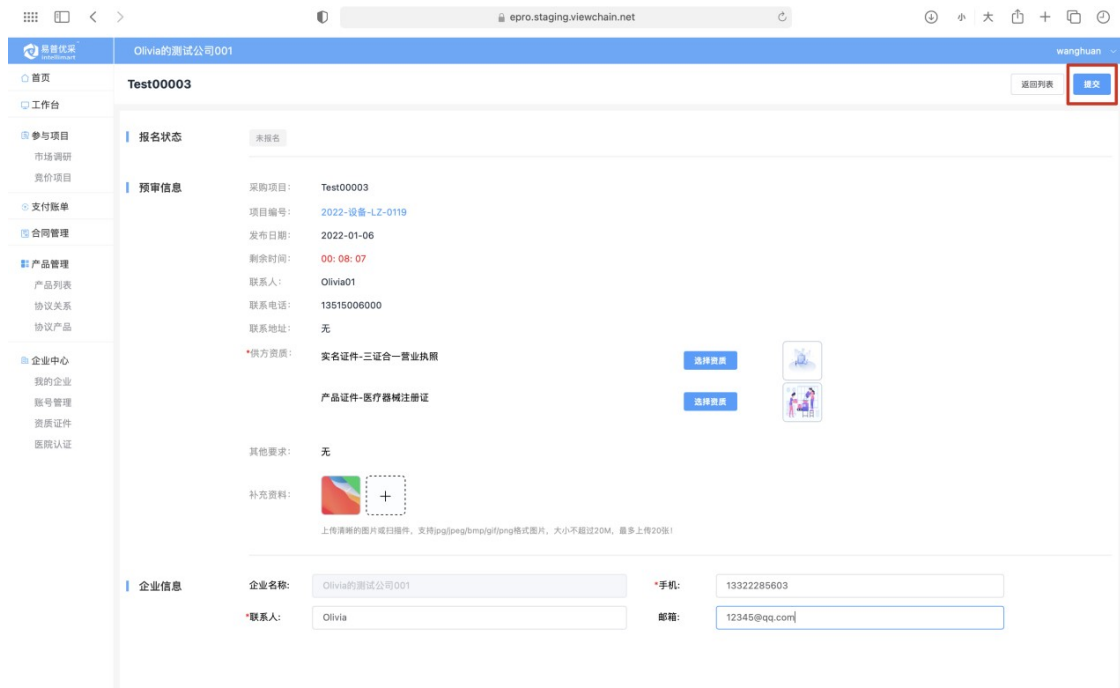 小 大
epro.staging.viewchain.net
易普优采
intellimart
Olivia的测试公司001
wanghuan
首页
工作台
参与项目
市场调研
竞价项目
支付账单
合同管理
产品管理
产品列表
协议关系
协议产品
企业中心
我的企业
账号管理
资质证件
医院认证
Test00003
返回列表
提交
报名状态
未报名
预审信息
采购项目: Test00003
项目编号: 2022-设备-LZ-0119
发布日期: 2022-01-06
剩余时间: 00: 08: 07
联系人: Olivia01
联系电话: 13515006000
联系地址: 无
*供方资质: 实名证件-三证合一营业执照 选择资质
产品证件-医疗器械注册证 选择资质
其他要求: 无
补充资料:
上传清晰的图片或扫描件，支持jpg/jpeg/bmp/gif/png格式图片，大小不超过20M，最多上传20张!
企业信息
企业名称: Olivia的测试公司001 *手机: 13322285603
*联系人: Olivia 邮箱: 12345@qq.com